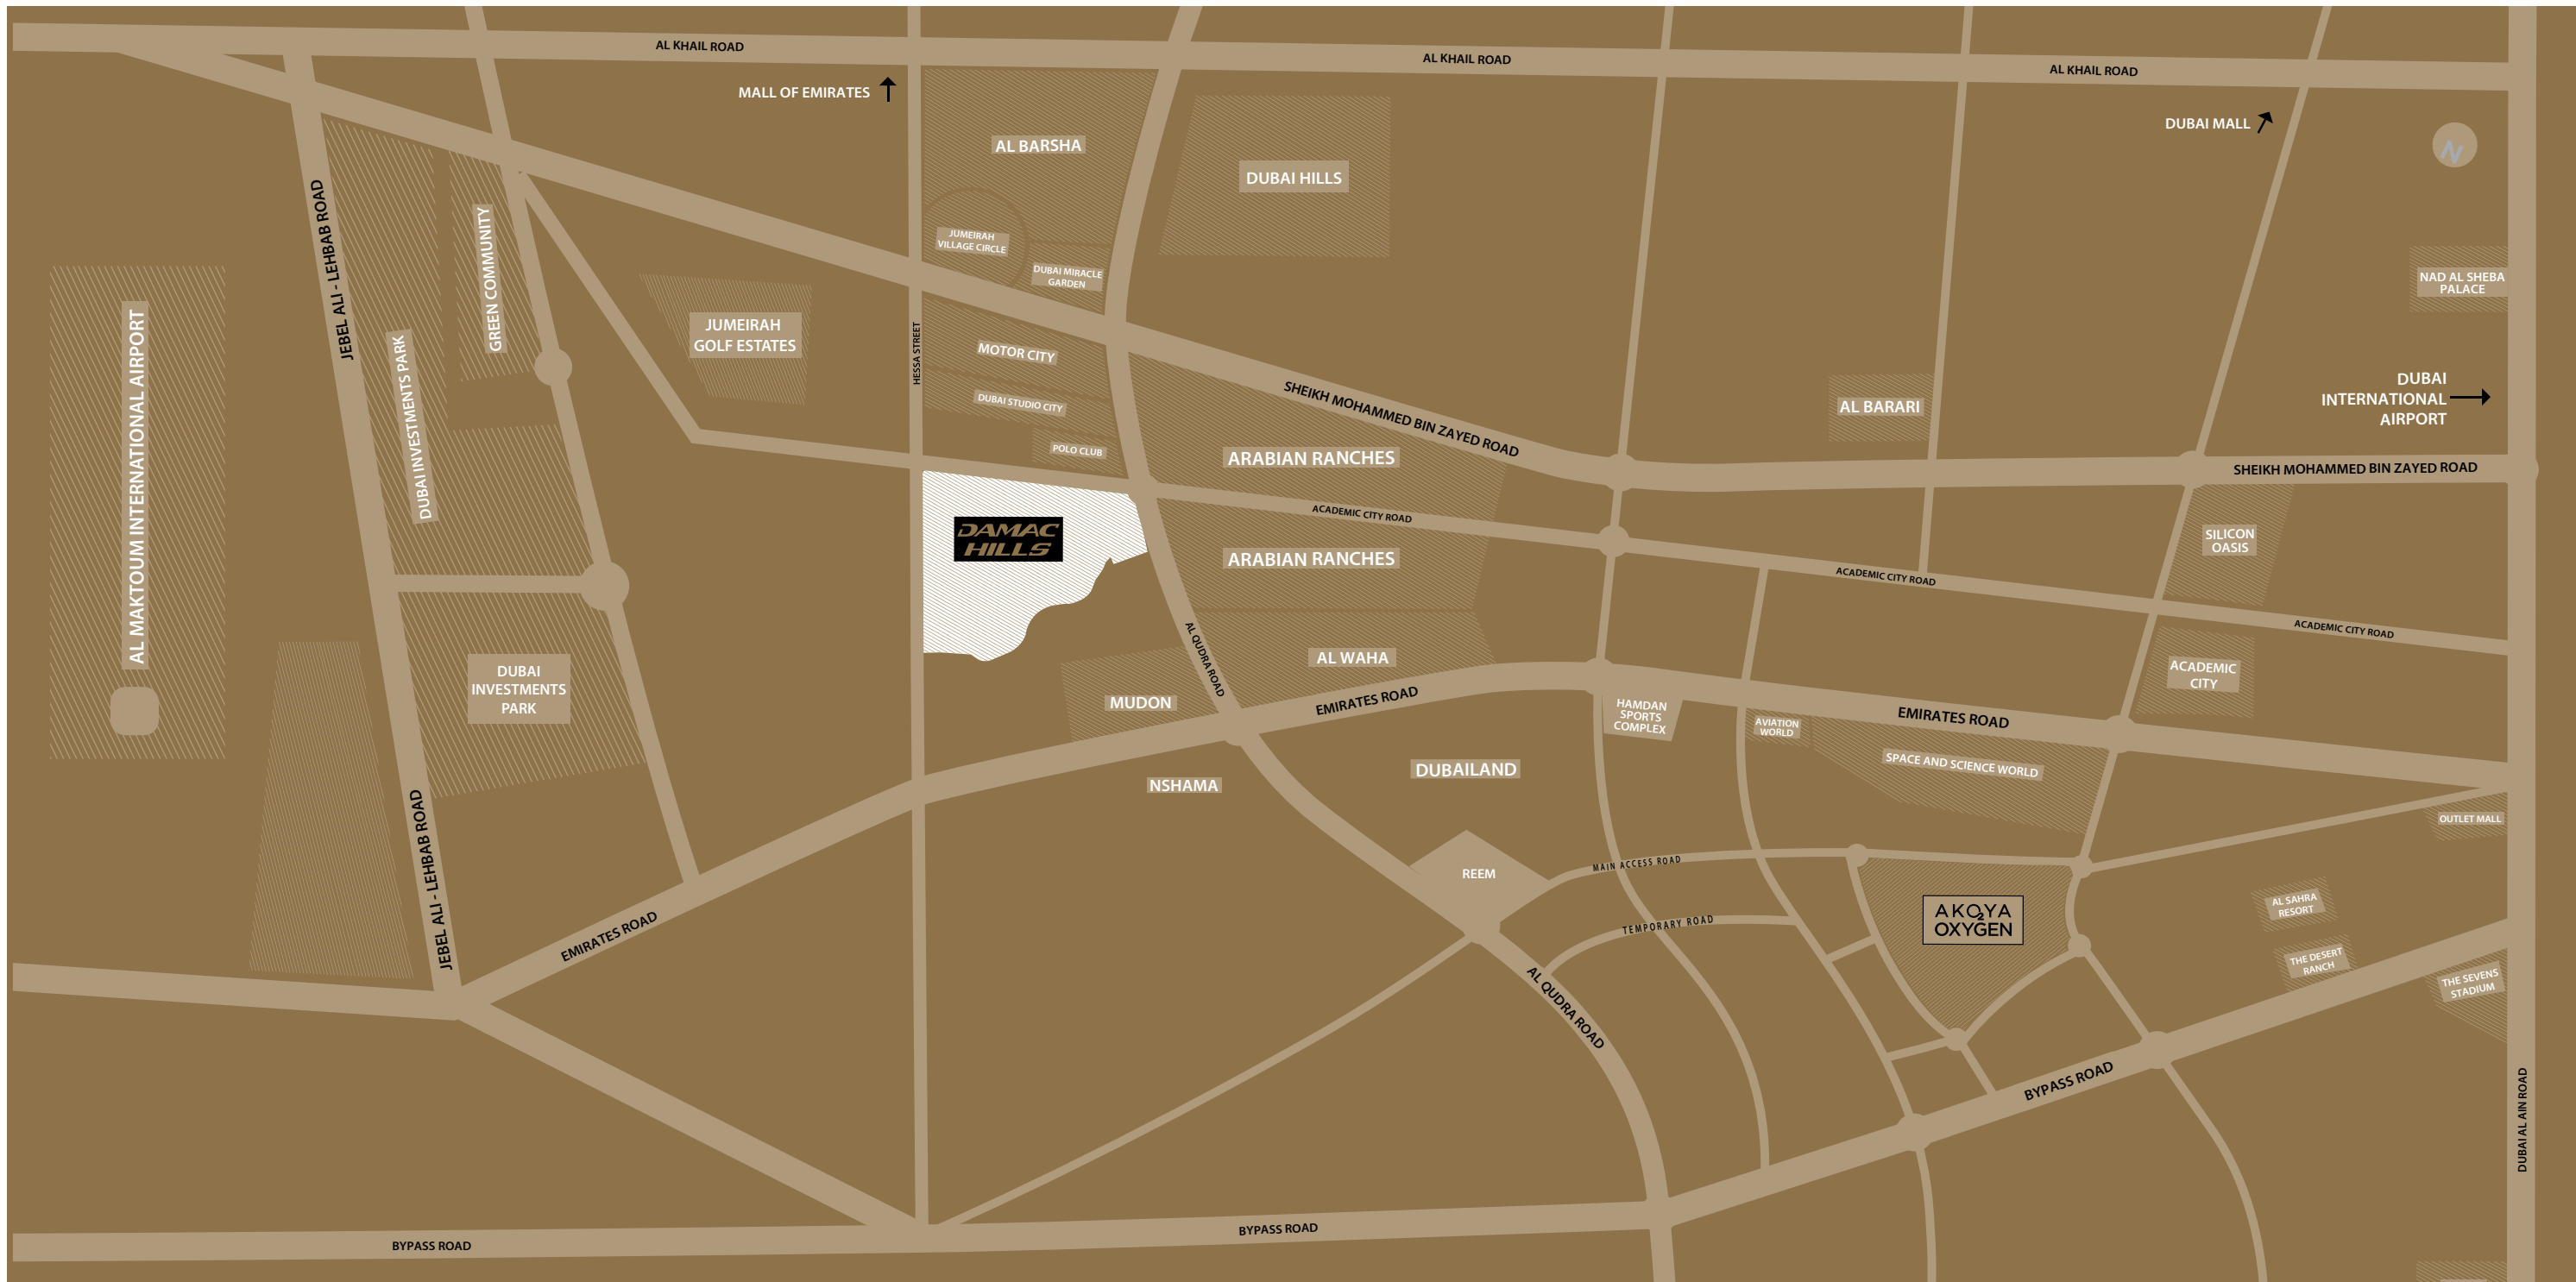 AL KHAIL ROAD
AL KHAIL ROAD
AL KHAIL ROAD
MALL OF EMIRATES
DUBAI MALL
N
AL BARSHA
DUBAI HILLS
JUMEIRAH
VILLAGE CIRCLE
DUBAI MIRACLE
GARDEN
NAD AL SHEBA
PALACE
JEBEL ALI - LEHBAB ROAD
GREEN COMMUNITY
DUBAI INVESTMENTS PARK
AL MAKTOUM INTERNATIONAL AIRPORT
JUMEIRAH
GOLF ESTATES
HESSA STREET
MOTOR CITY
DUBAI STUDIO CITY
POLO CLUB
SHEIKH MOHAMMED BIN ZAYED ROAD
ARABIAN RANCHES
AL BARARI
DUBAI
INTERNATIONAL
AIRPORT
SHEIKH MOHAMMED BIN ZAYED ROAD
DAMAC
HILLS
ACADEMIC CITY ROAD
ARABIAN RANCHES
ACADEMIC CITY ROAD
SILICON
OASIS
ACADEMIC CITY ROAD
AL QUDRA ROAD
AL WAHA
ACADEMIC
CITY
DUBAI
INVESTMENTS
PARK
MUDON
EMIRATES ROAD
HAMDAN
SPORTS
COMPLEX
AVIATION
WORLD
EMIRATES ROAD
SPACE AND SCIENCE WORLD
NSHAMA
DUBAILAND
OUTLET MALL
JEBEL ALI - LEHBAB ROAD
REEM
MAIN ACCESS ROAD
TEMPORARY ROAD
AKO2YA
OXYGEN
AL SAHRA
RESORT
THE DESERT
RANCH
THE SEVENS
STADIUM
EMIRATES ROAD
AL QUDRA ROAD
BYPASS ROAD
DUBAI AL AIN ROAD
BYPASS ROAD
BYPASS ROAD